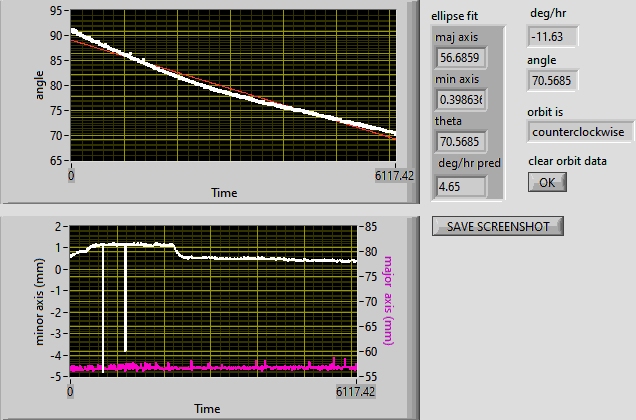 95
90
85
80
75
70
65
angle
0
6117.42
Time
ellipse fit
maj axis
56.6859
min axis
0.398636
theta
70.5685
deg/hr pred
4.65
deg/hr
-11.63
angle
70.5685
orbit is
counterclockwise
clear orbit data
OK
SAVE SCREENSHOT
2
1
0
-1
-2
-3
-4
-5
minor axis (mm)
85
80
75
70
65
60
55
major axis (mm)
0
6117.42
Time